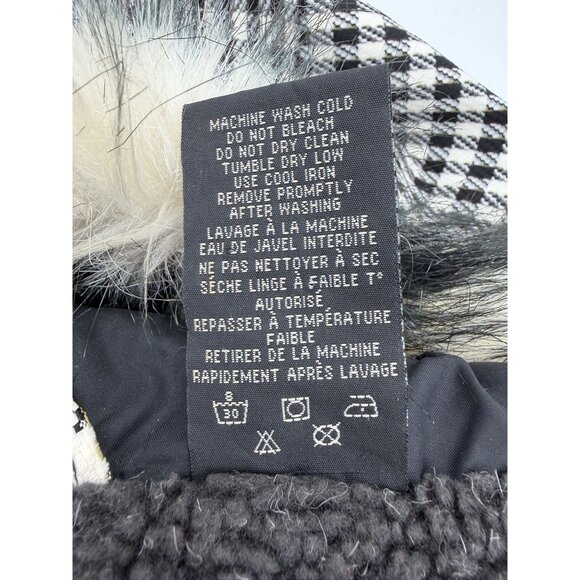 MACHINE WASH COLD
DO NOT BLEACH
DO NOT DRY CLEAN
TUMBLE DRY LOW
USE COOL IRON
REMOVE PROMPTLY
AFTER WASHING
LAVAGE À LA MACHINE
EAU DE JAVEL INTERDITE
NE PAS NETTOYER À SEC
SÉCHE LINGE À FAIBLE T°
AUTORISÉ
REPASSER À TEMPÉRATURE
FAIBLE
RETIRER DE LA MACHINE
RAPIDEMENT APRÈS LAVAGE
8
30